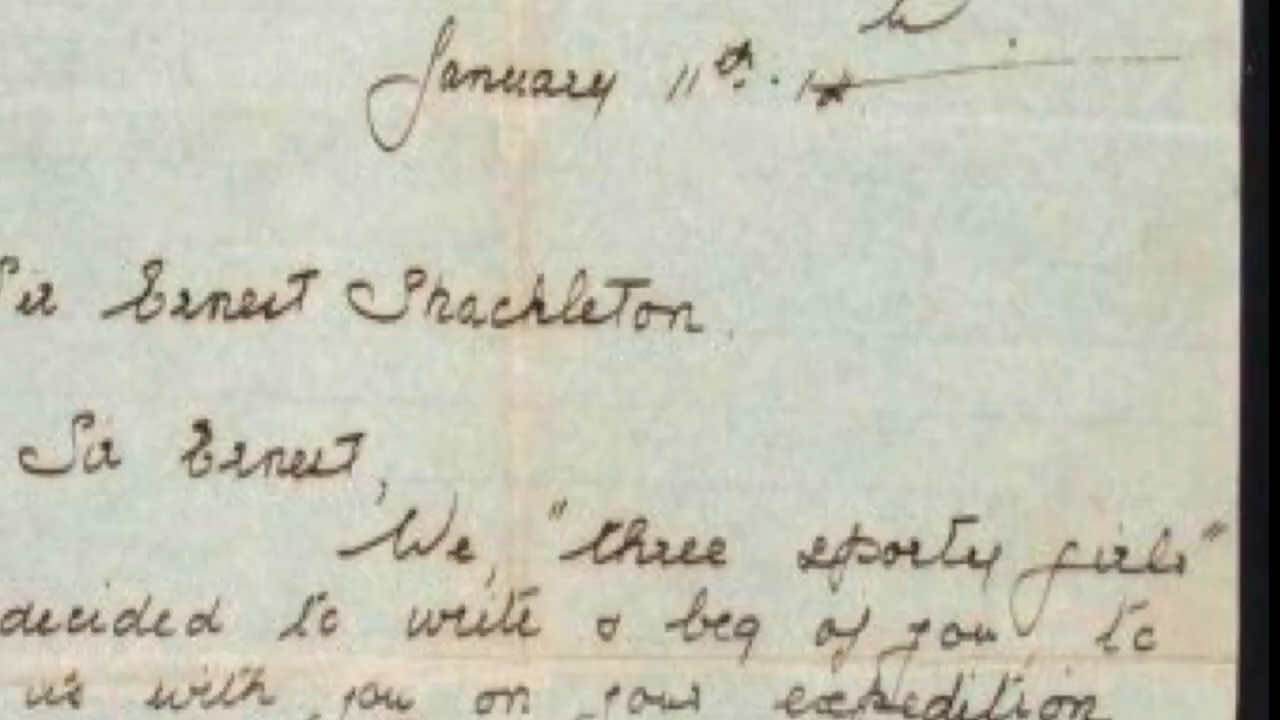 January 11th.
Sir Ernest Shackleton.
Sir Ernest,
We, "three sporty girls"
decided to write & beg of you to
us with you on your expedition